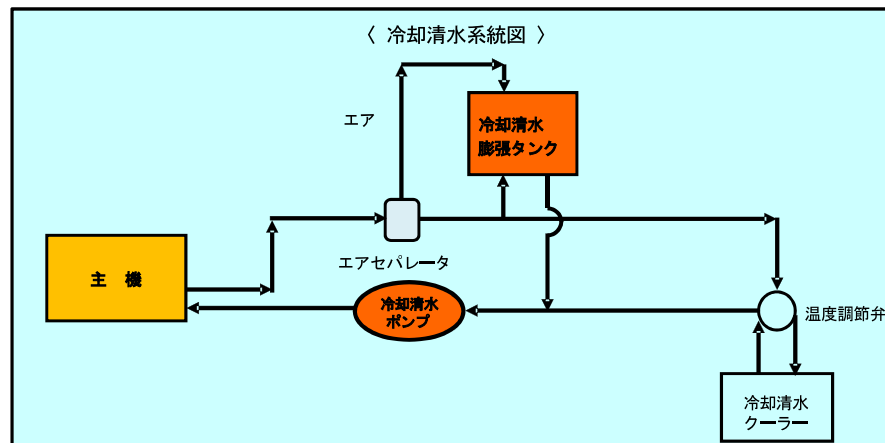 〈 冷却清水系統図 〉
エア
冷却清水
膨張タンク
エアセパレータ
主 機
冷却清水
ポンプ
温度調節弁
冷却清水
クーラー